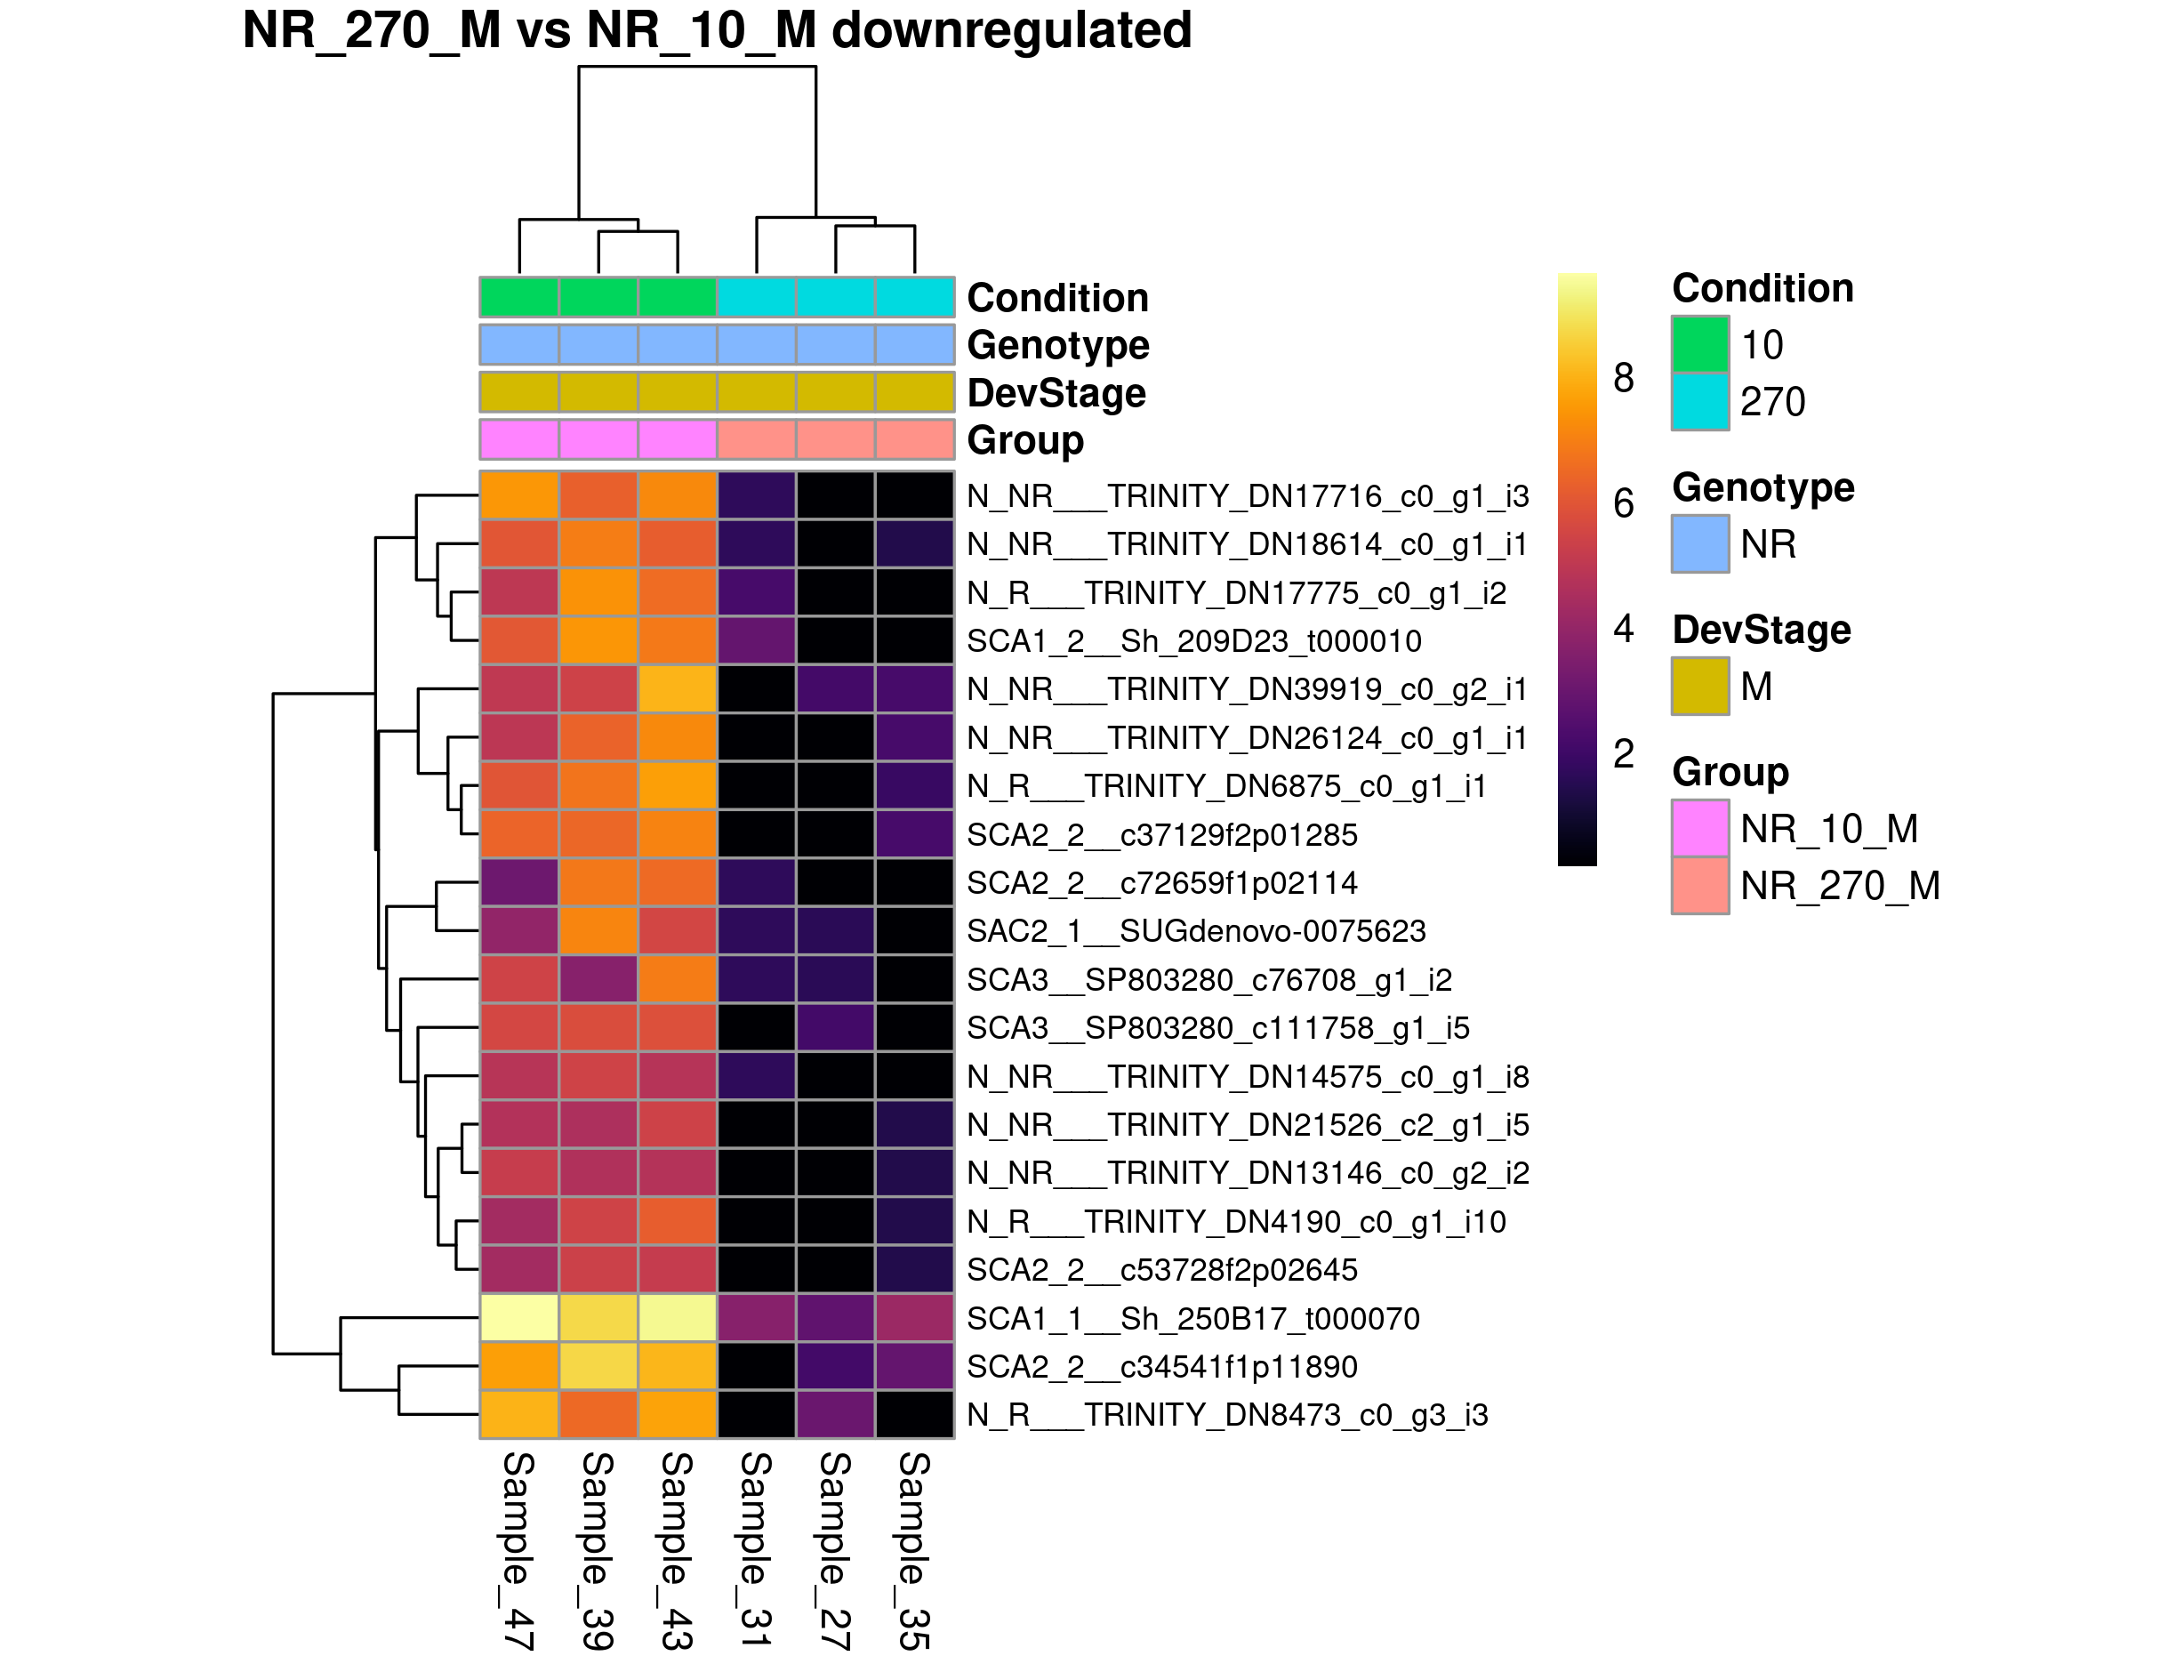 NR_270_M vs NR_10_M downregulated
Condition
Genotype
DevStage
Group
N_NR___TRINITY_DN17716_c0_g1_i3
N_NR___TRINITY_DN18614_c0_g1_i1
N_R___TRINITY_DN17775_c0_g1_i2
SCA1_2__Sh_209D23_t000010
N_NR___TRINITY_DN39919_c0_g2_i1
N_NR___TRINITY_DN26124_c0_g1_i1
N_R___TRINITY_DN6875_c0_g1_i1
SCA2_2__c37129f2p01285
SCA2_2__c72659f1p02114
SAC2_1__SUGdenovo-0075623
SCA3__SP803280_c76708_g1_i2
SCA3__SP803280_c111758_g1_i5
N_NR___TRINITY_DN14575_c0_g1_i8
N_NR___TRINITY_DN21526_c2_g1_i5
N_NR___TRINITY_DN13146_c0_g2_i2
N_R___TRINITY_DN4190_c0_g1_i10
SCA2_2__c53728f2p02645
SCA1_1__Sh_250B17_t000070
SCA2_2__c34541f1p11890
N_R___TRINITY_DN8473_c0_g3_i3
Sample_47
Sample_39
Sample_43
Sample_31
Sample_27
Sample_35
8
6
4
2
Condition
10
270
Genotype
NR
DevStage
M
Group
NR_10_M
NR_270_M